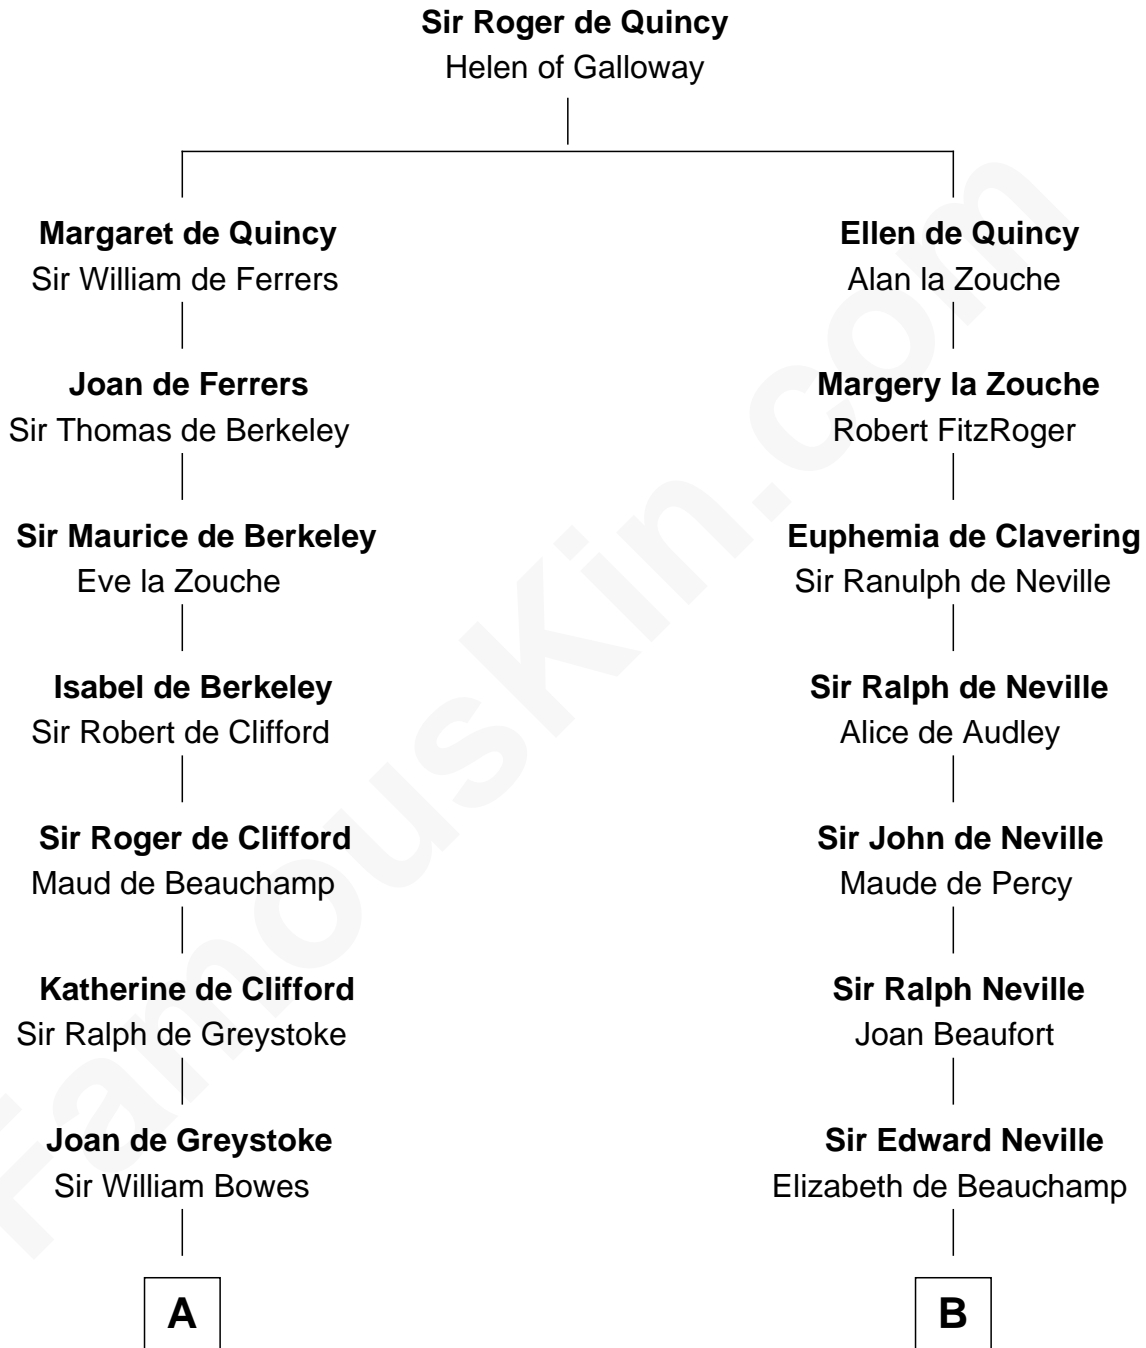 Sir Roger de Quincy
Helen of Galloway
Margaret de Quincy
Sir William de Ferrers
Ellen de Quincy
Alan la Zouche
Joan de Ferrers
Sir Thomas de Berkeley
Margery la Zouche
Robert FitzRoger
Sir Maurice de Berkeley
Eve la Zouche
Euphemia de Clavering
Sir Ranulph de Neville
Isabel de Berkeley
Sir Robert de Clifford
Sir Ralph de Neville
Alice de Audley
Sir Roger de Clifford
Maud de Beauchamp
Sir John de Neville
Maude de Percy
Katherine de Clifford
Sir Ralph de Greystoke
Sir Ralph Neville
Joan Beaufort
Joan de Greystoke
Sir William Bowes
Sir Edward Neville
Elizabeth de Beauchamp
A
B
FamousKin.com